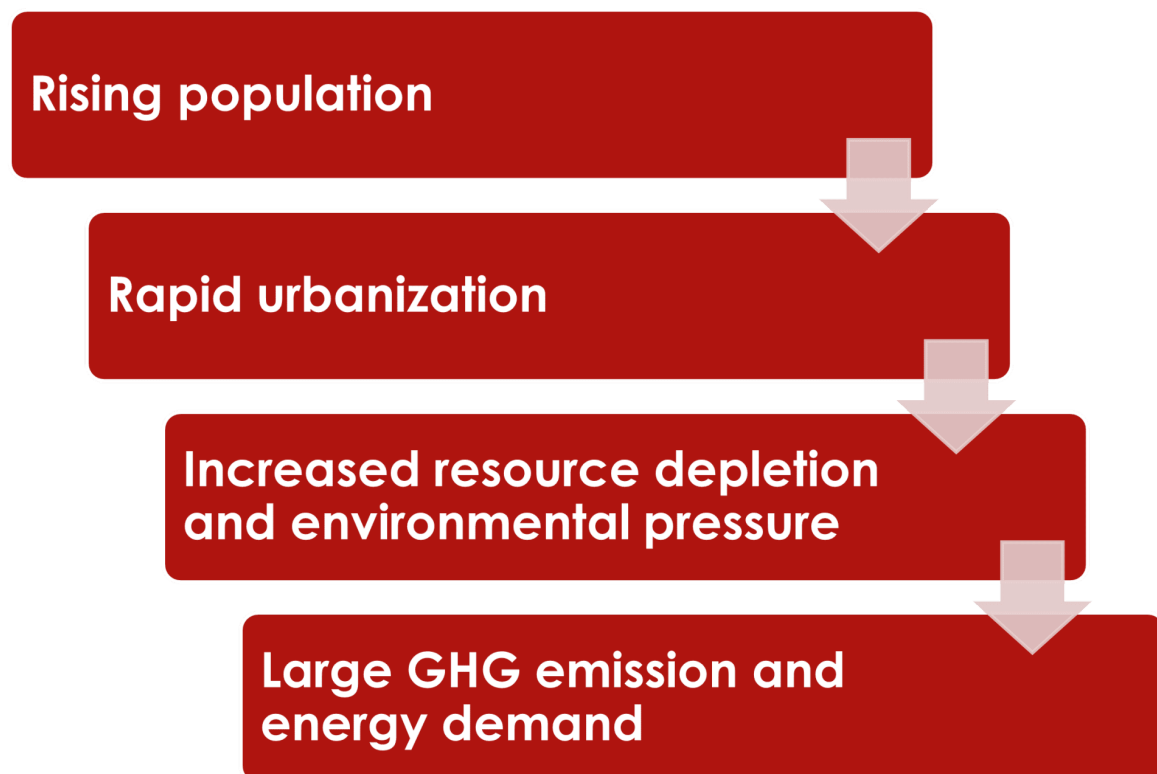 Rising population
Rapid urbanization
Increased resource depletion
and environmental pressure
Large GHG emission and
energy demand